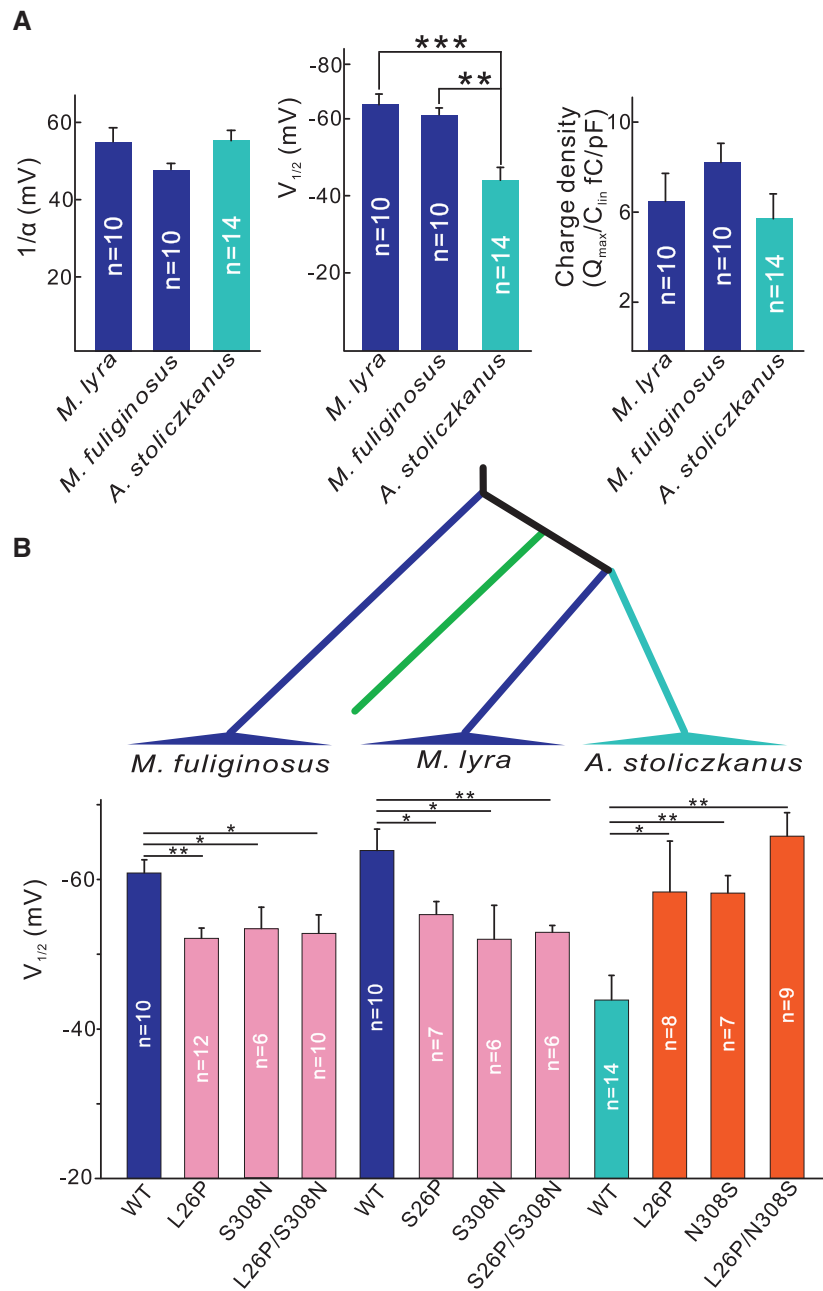 A
1/α (mV)
60
40
20
n=10
n=10
n=14
M. lyra
M. fuliginosus
A. stoliczkanus
V1/2 (mV)
-80
-60
-40
-20
***
**
n=10
n=10
n=14
M. lyra
M. fuliginosus
A. stoliczkanus
Charge density
(Qmax/Clin fC/pF)
10
6
2
n=10
n=10
n=14
M. lyra
M. fuliginosus
A. stoliczkanus
B
M. fuliginosus
M. lyra
A. stoliczkanus
V1/2 (mV)
-60
-40
-20
*
*
**
**
*
*
**
**
*
n=10
n=12
n=6
n=10
n=10
n=7
n=6
n=6
n=14
n=8
n=7
n=9
WT
L26P
S308N
L26P/S308N
WT
S26P
S308N
S26P/S308N
WT
L26P
N308S
L26P/N308S